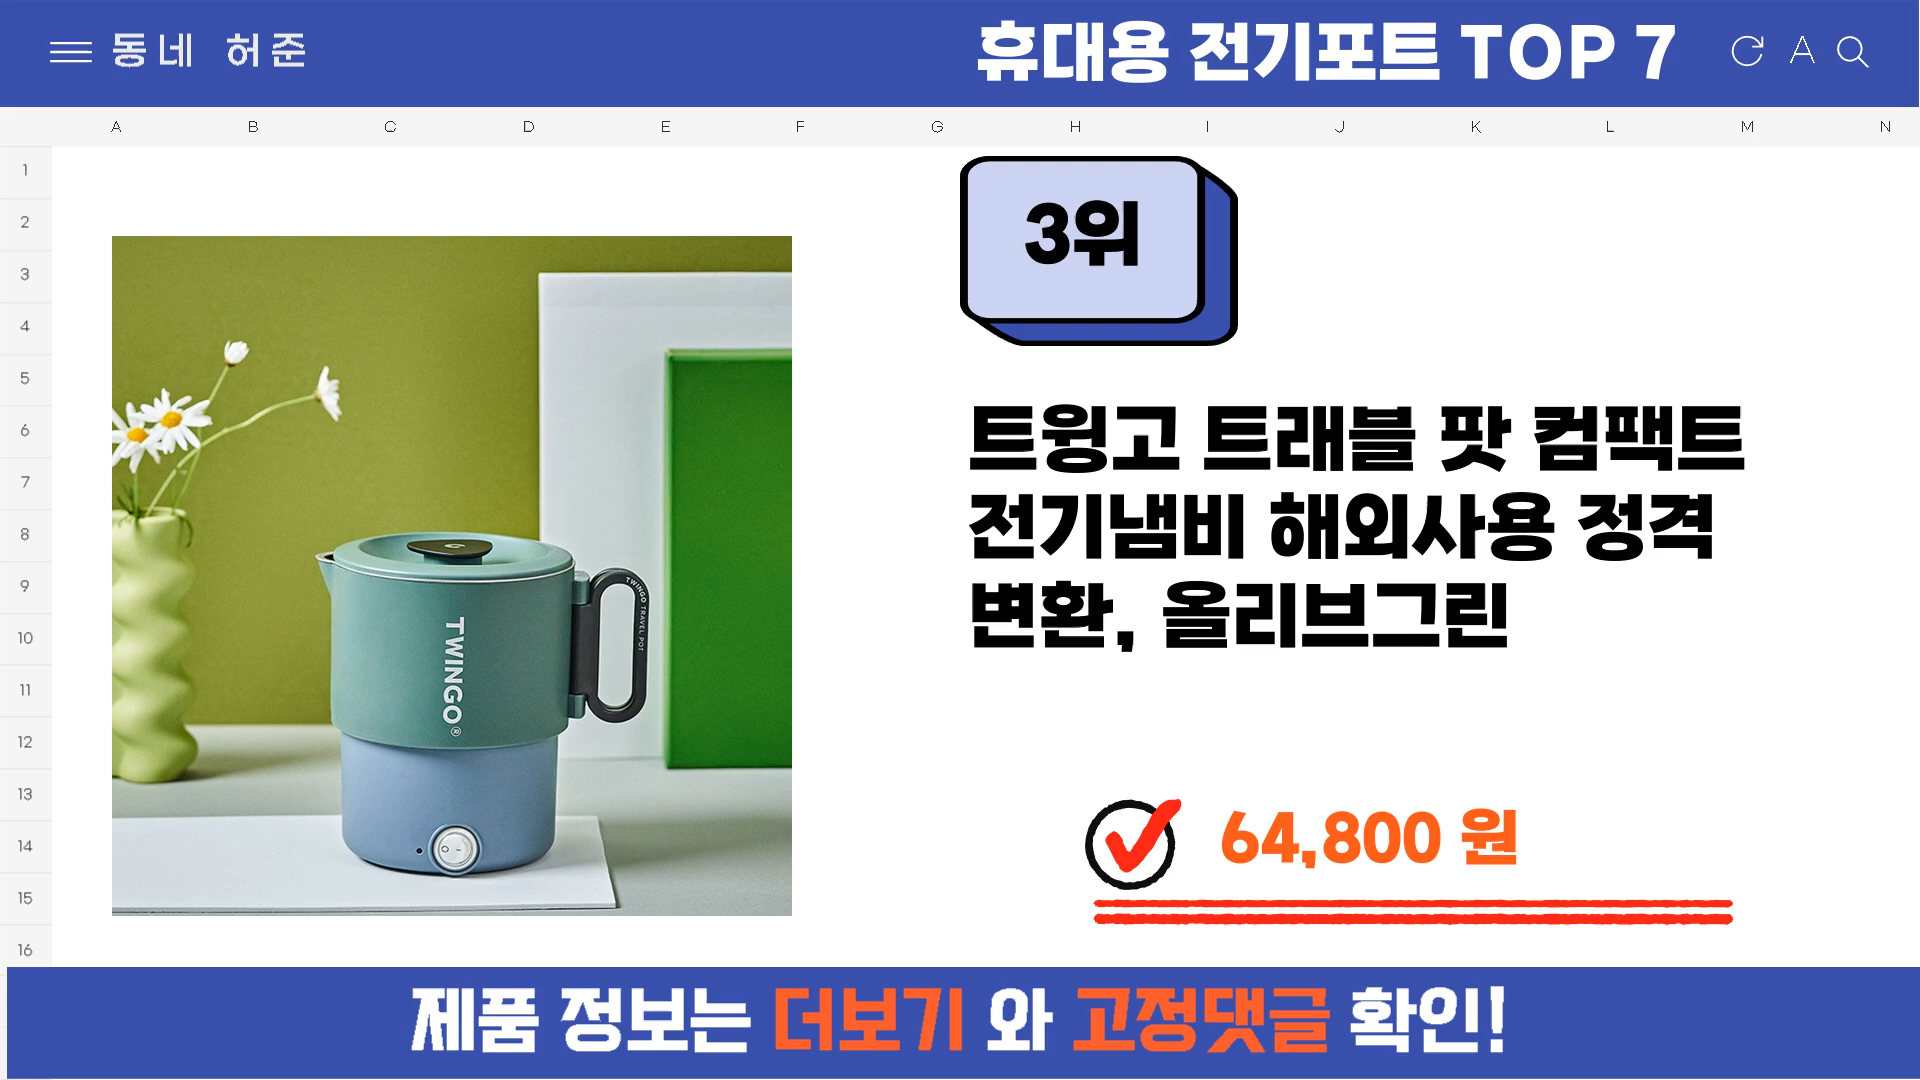 동네 허준
휴대용 전기포트 TOP 7
A B C D E F G H I J K L M N
1
2
3
4
5
6
7
8
9
10
11
12
13
14
15
16
3위
트윙고 트래블 팟 컴팩트
전기냄비 해외사용 정격
변환, 올리브그린
TWINGO®
TWINGO TRAVEL POT
64,800 원
제품 정보는 더보기 와 고정댓글 확인!